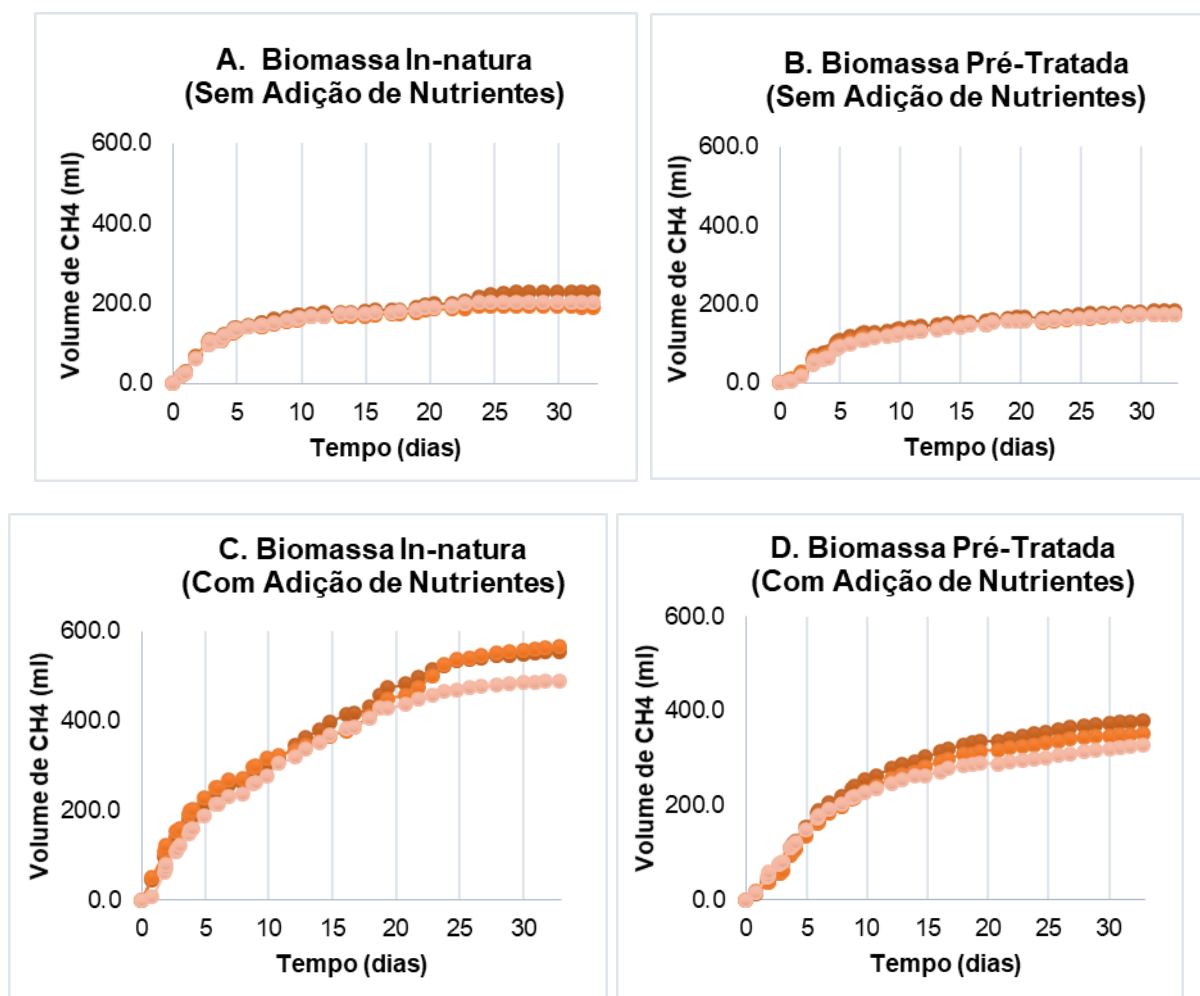 A. Biomassa In-natura
(Sem Adição de Nutrientes)
600.0
400.0
200.0
0.0
Volume de CH4 (ml)
0 5 10 15 20 25 30
Tempo (dias)
B. Biomassa Pré-Tratada
(Sem Adição de Nutrientes)
600.0
400.0
200.0
0.0
Volume de CH4 (ml)
0 5 10 15 20 25 30
Tempo (dias)
C. Biomassa In-natura
(Com Adição de Nutrientes)
600.0
400.0
200.0
0.0
Volume de CH4 (ml)
0 5 10 15 20 25 30
Tempo (dias)
D. Biomassa Pré-Tratada
(Com Adição de Nutrientes)
600.0
400.0
200.0
0.0
Volume de CH4 (ml)
0 5 10 15 20 25 30
Tempo (dias)